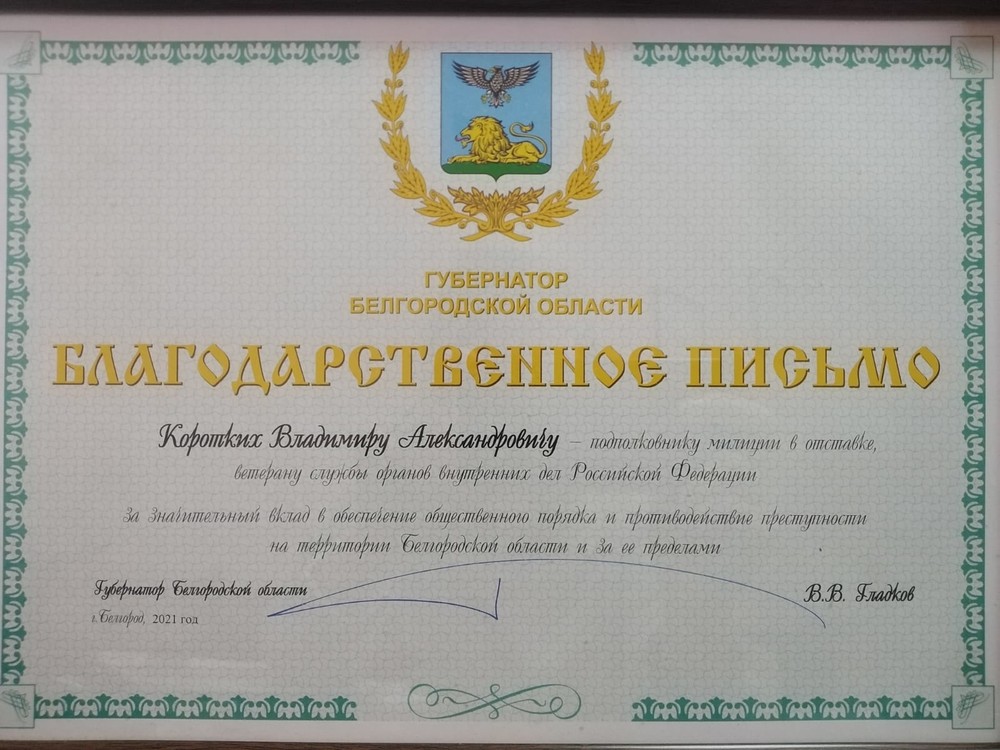 ГУБЕРНАТОР
БЕЛГОРОДСКОЙ ОБЛАСТИ
БЛАГОДАРСТВЕННОЕ ПИСЬМО
Коротких Владимиру Александровичу – подполковнику милиции в отставке,
ветерану службы органов внутренних дел Российской Федерации
за значительный вклад в обеспечение общественного порядка и противодействие преступности
на территории Белгородской области и за ее пределами
Губернатор Белгородской области В.В. Гладков
г. Белгород, 2021 год